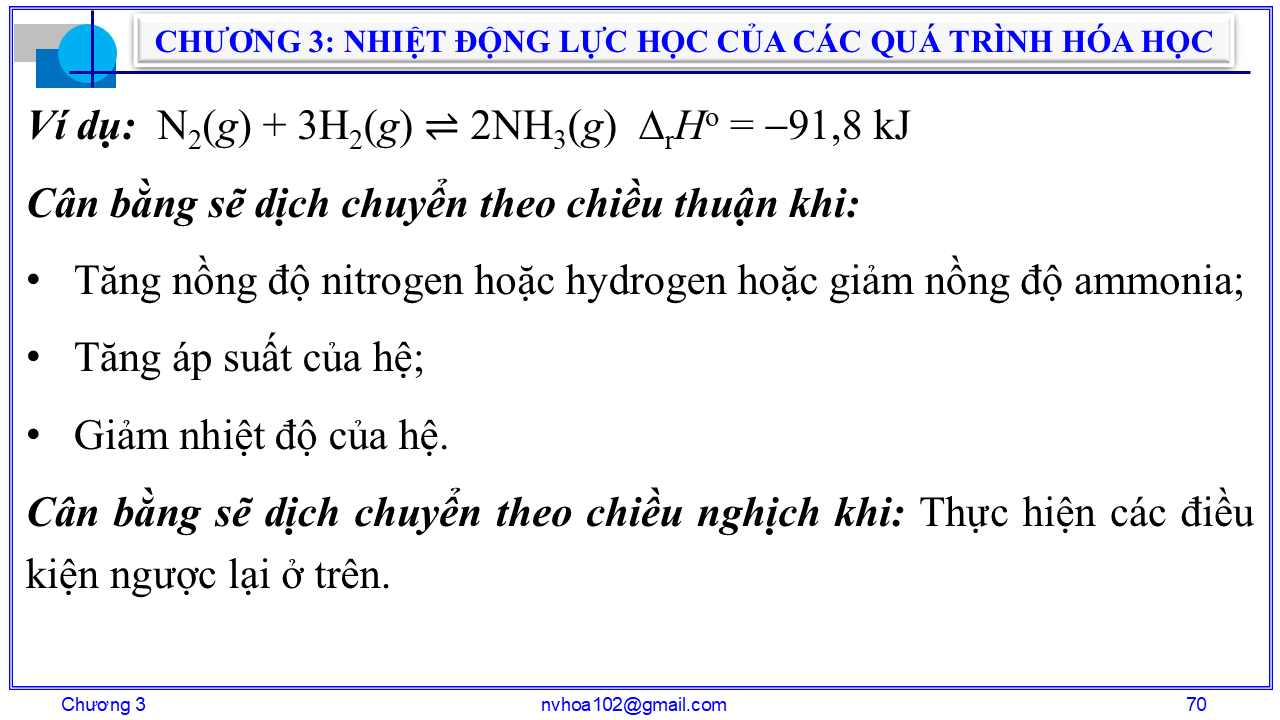 CHƯƠNG 3: NHIỆT ĐỘNG LỰC HỌC CỦA CÁC QUÁ TRÌNH HÓA HỌC
Ví dụ: N₂(g) + 3H₂(g) ⇌ 2NH₃(g) ΔᵣHᵒ = –91,8 kJ
Cân bằng sẽ dịch chuyển theo chiều thuận khi:
• Tăng nồng độ nitrogen hoặc hydrogen hoặc giảm nồng độ ammonia;
• Tăng áp suất của hệ;
• Giảm nhiệt độ của hệ.
Cân bằng sẽ dịch chuyển theo chiều nghịch khi: Thực hiện các điều
kiện ngược lại ở trên.
Chương 3 nvhoa102@gmail.com 70